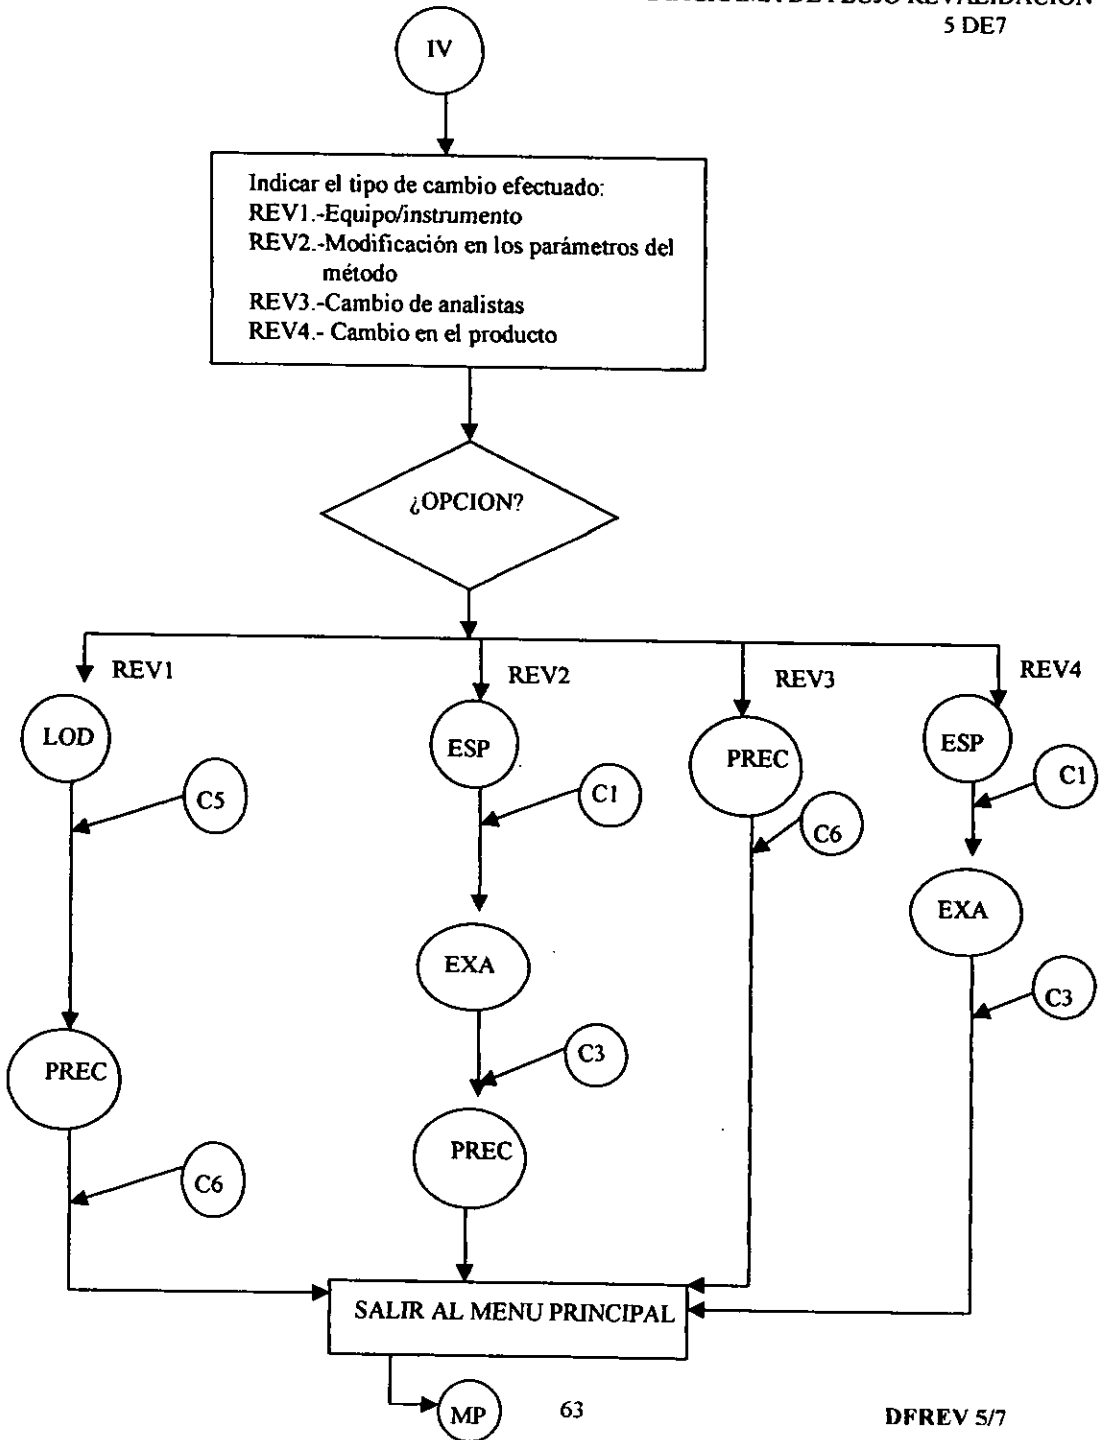 REVALIDACION
5 DE7
IV
Indicar el tipo de cambio efectuado:
REV1.-Equipo/instrumento
REV2.-Modificación en los parámetros del
método
REV3.-Cambio de analistas
REV4.- Cambio en el producto
¿OPCION?
REV1
REV2
REV3
REV4
LOD
ESP
PREC
ESP
C5
C1
C6
C1
EXA
EXA
C3
C3
PREC
PREC
C6
SALIR AL MENU PRINCIPAL
MP
63
DFREV 5/7